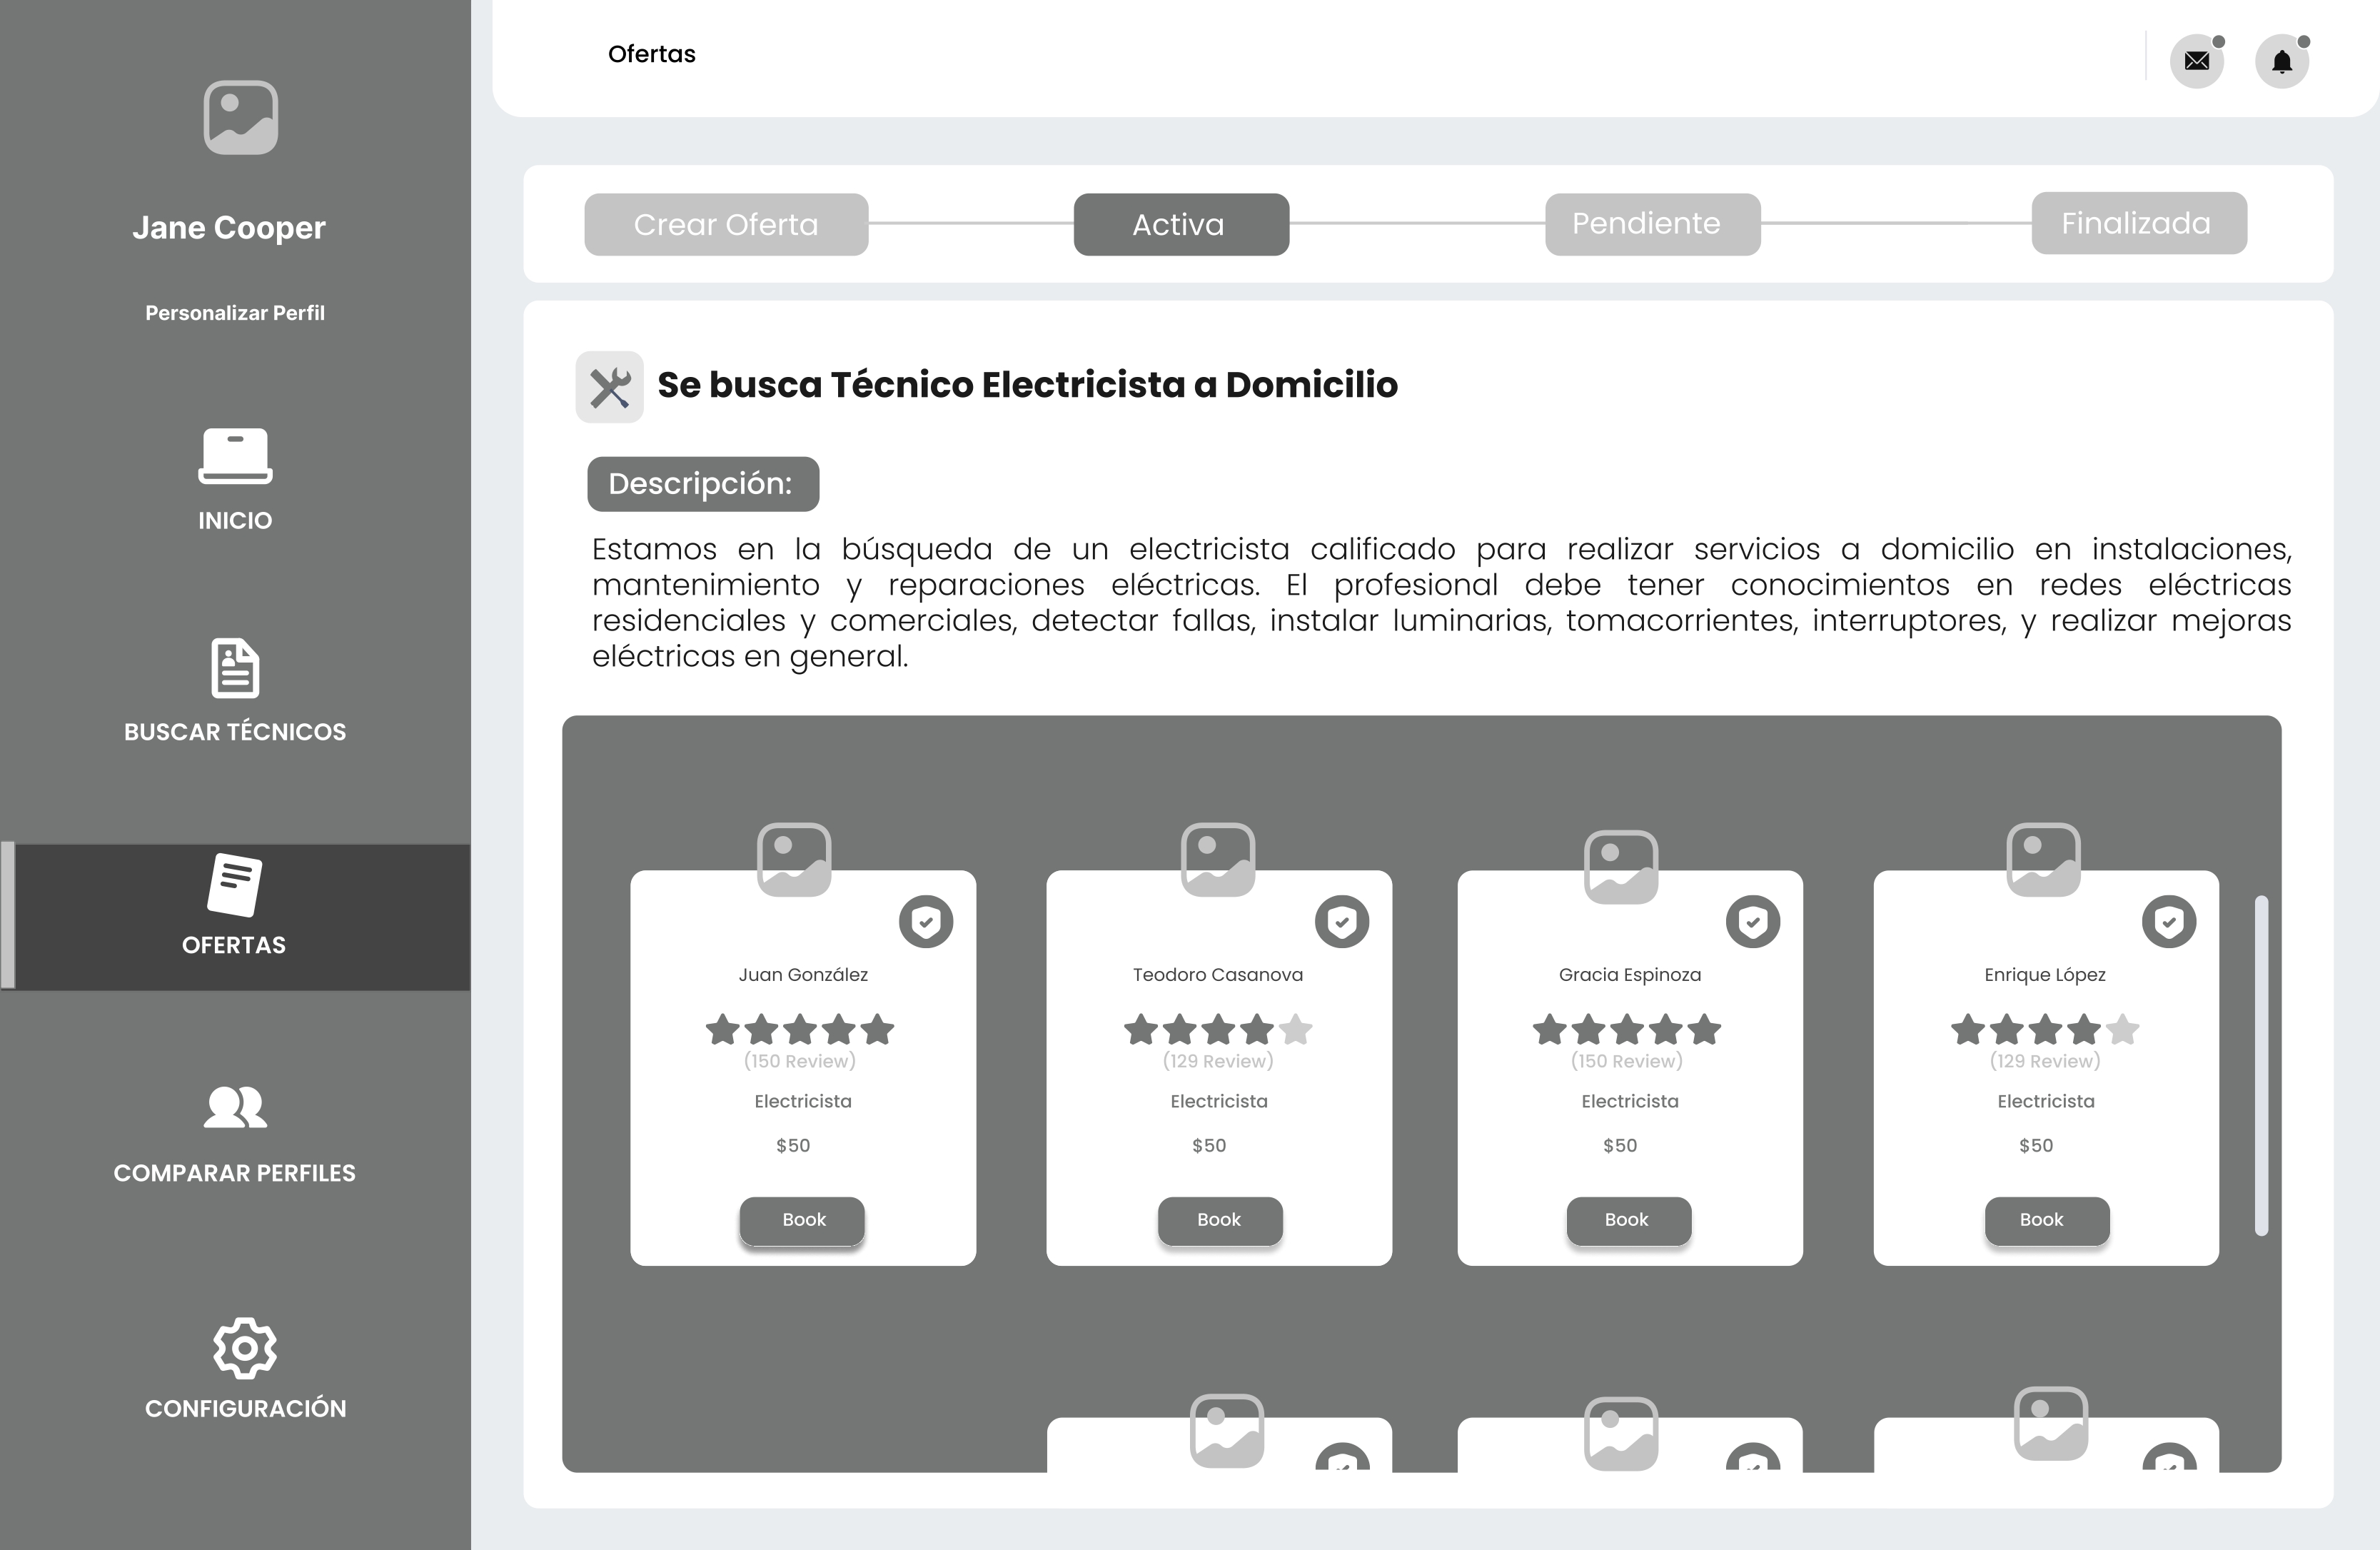 Jane Cooper
Personalizar Perfil
INICIO
BUSCAR TÉCNICOS
OFERTAS
COMPARAR PERFILES
CONFIGURACIÓN
Ofertas
Crear Oferta
Activa
Pendiente
Finalizada
Se busca Técnico Electricista a Domicilio
Descripción:
Estamos en la búsqueda de un electricista calificado para realizar servicios a domicilio en instalaciones,
mantenimiento y reparaciones eléctricas. El profesional debe tener conocimientos en redes eléctricas
residenciales y comerciales, detectar fallas, instalar luminarias, tomacorrientes, interruptores, y realizar mejoras
eléctricas en general.
Juan González
(150 Review)
Electricista
$50
Book
Teodoro Casanova
(129 Review)
Electricista
$50
Book
Gracia Espinoza
(150 Review)
Electricista
$50
Book
Enrique López
(129 Review)
Electricista
$50
Book